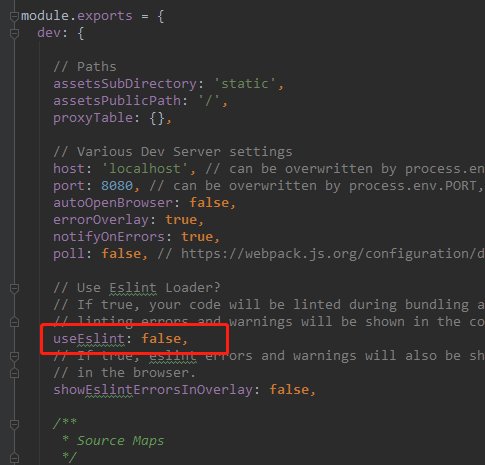 module.exports = {
dev: {
// Paths
assetsSubDirectory: 'static',
assetsPublicPath: '/',
proxyTable: {},
// Various Dev Server settings
host: 'localhost', // can be overwritten by process.en
port: 8080, // can be overwritten by process.env.PORT,
autoOpenBrowser: false,
errorOverlay: true,
notifyOnErrors: true,
poll: false, // https://webpack.js.org/configuration/d
// Use Eslint Loader?
// If true, your code will be linted during bundling a
// linting errors and warnings will be shown in the co
useEslint: false,
// If true, eslint errors and warnings will also be sh
// in the browser.
showEslintErrorsInOverlay: false,
/**
* Source Maps
*/